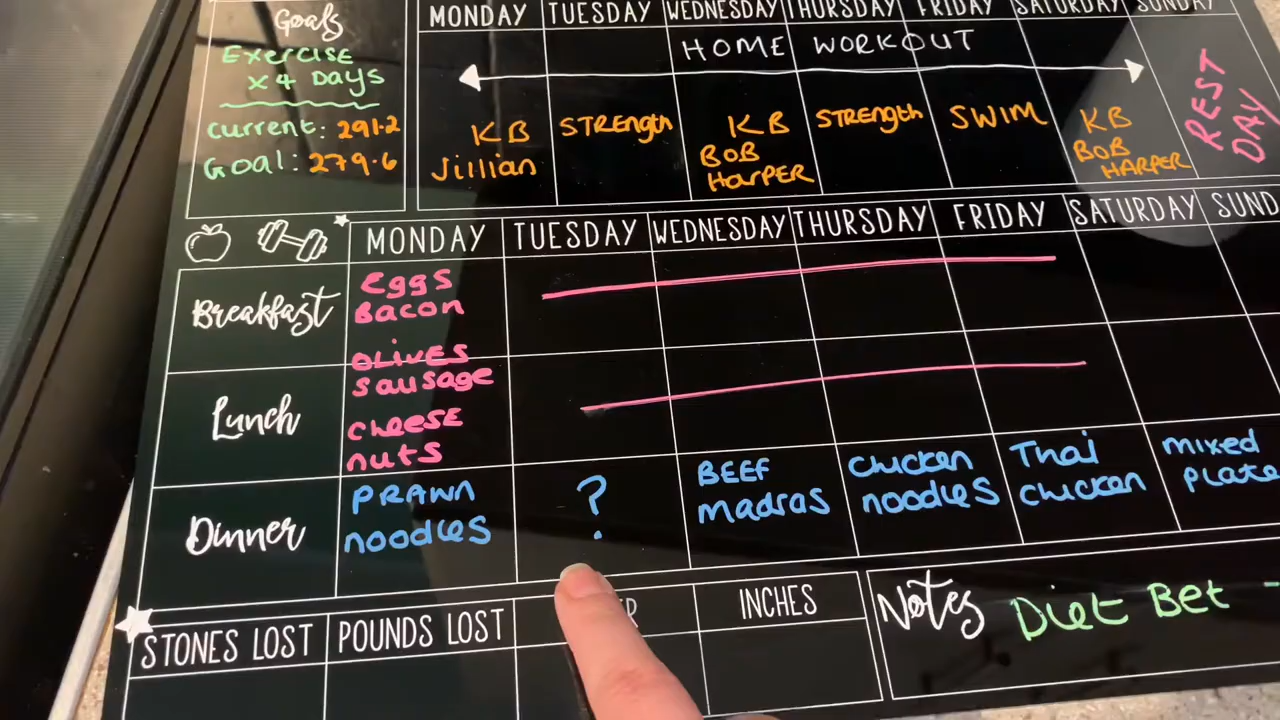 Goals
Exercise
x4 Days
current: 291.2
Goal: 279.6
MONDAY TUESDAY WEDNESDAY THURSDAY FRIDAY SATURDAY SUNDAY
HOME WORKOUT
KB
Jillian
STRENGTH
KB
BOB
HARPER
STRENGTH
SWIM
KB
BOB
HARPER
REST
DAY
MONDAY TUESDAY WEDNESDAY THURSDAY FRIDAY SATURDAY SUND
Breakfast
eggs
Bacon
Lunch
OLIVES
sausage
cheese
nuts
Dinner
PRAWN
noodles
?
BEEF
madras
chicken
noodles
Thai
chicken
mixed
plate
STONES LOST POUNDS LOST INCHES
Notes
Diet Bet -